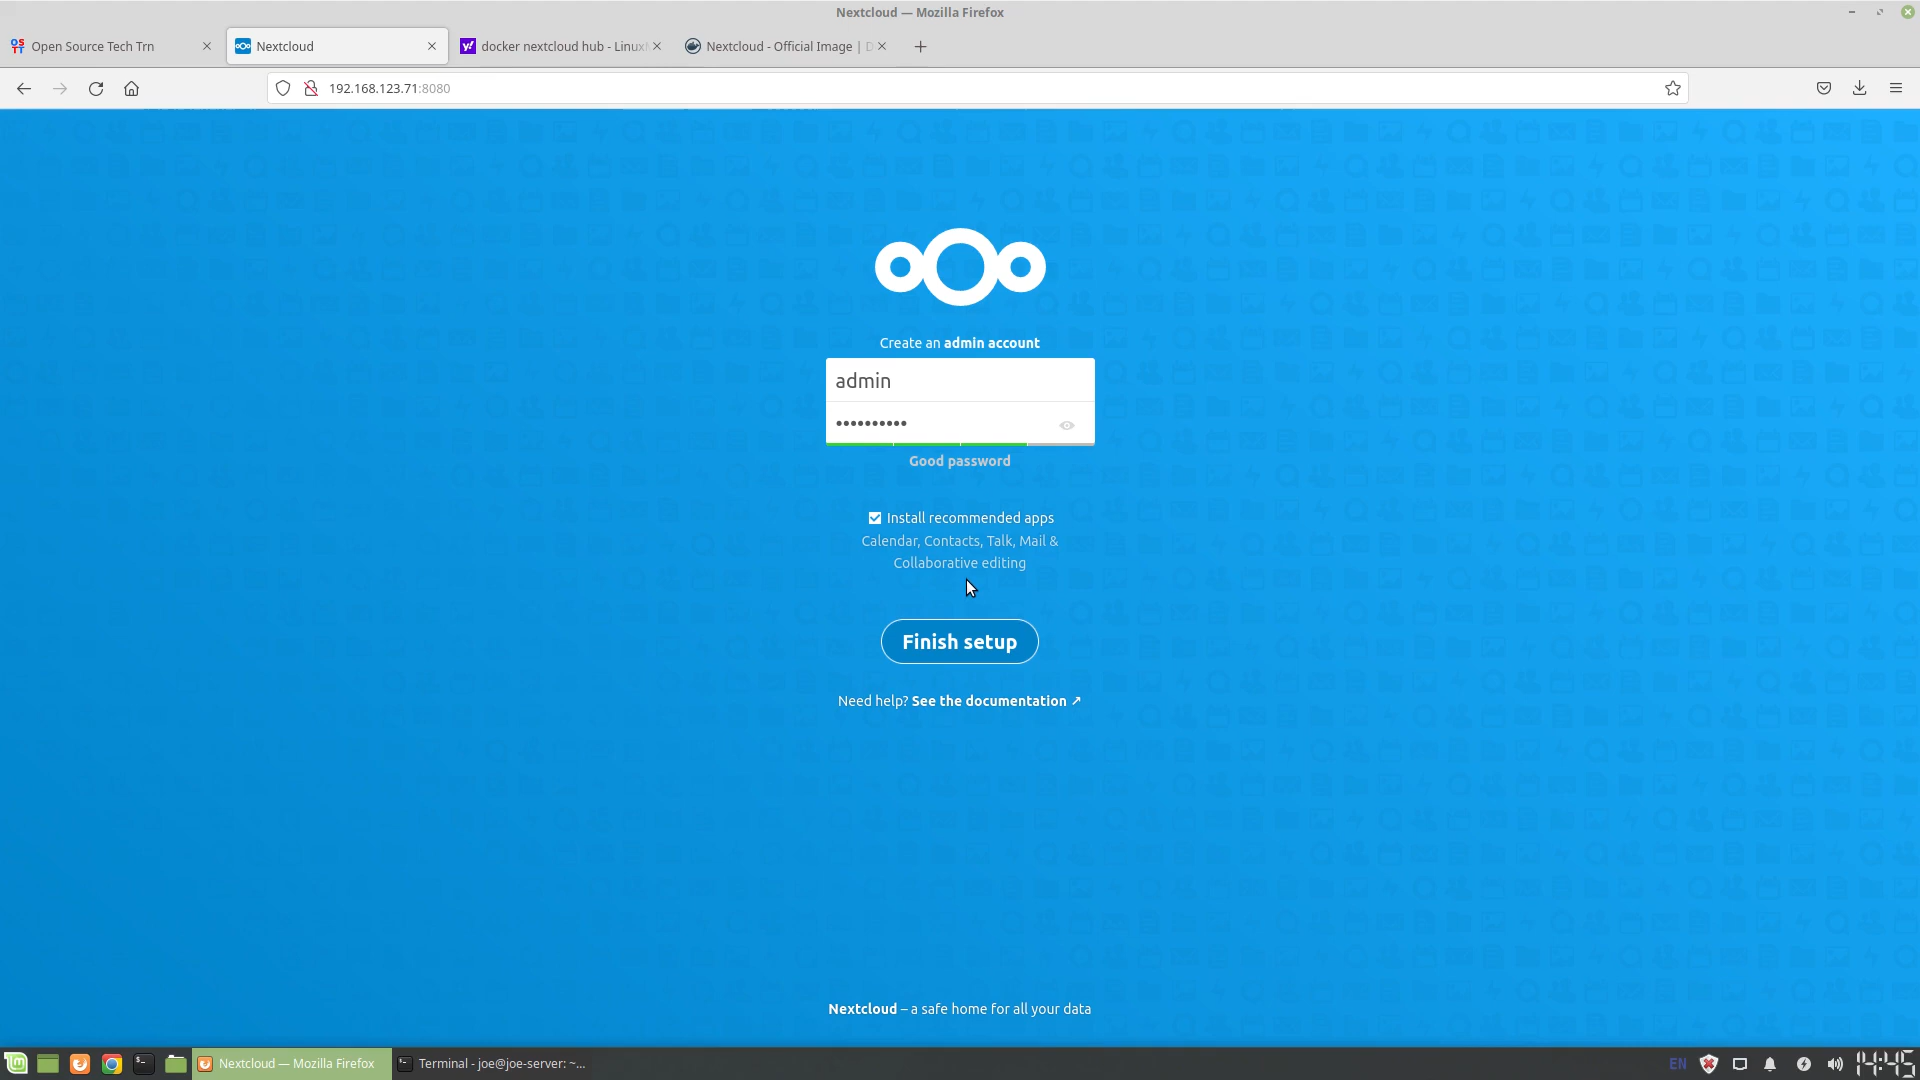 Nextcloud — Mozilla Firefox
Open Source Tech Trn
Nextcloud
docker nextcloud hub - Linux
Nextcloud - Official Image |
192.168.123.71:8080
Create an admin account
admin
••••••••••
Good password
Install recommended apps
Calendar, Contacts, Talk, Mail &
Collaborative editing
Finish setup
Need help? See the documentation ↗
Nextcloud – a safe home for all your data
Nextcloud — Mozilla Firefox
Terminal - joe@joe-server: ~...
EN
14:45